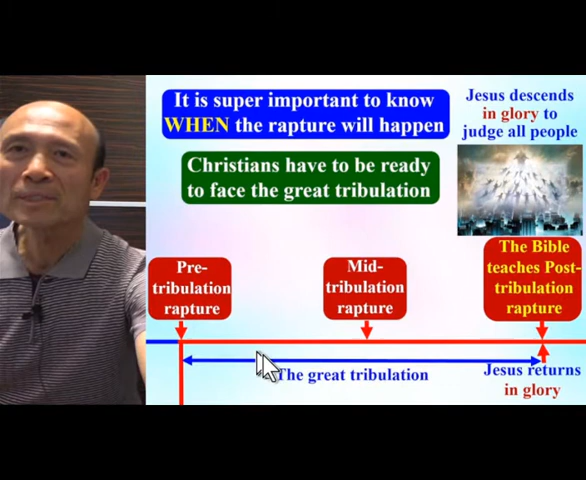 It is super important to know
WHEN the rapture will happen
Jesus descends
in glory to
judge all people
Christians have to be ready
to face the great tribulation
Pre-
tribulation
rapture
Mid-
tribulation
rapture
The Bible
teaches Post-
tribulation
rapture
The great tribulation
Jesus returns
in glory